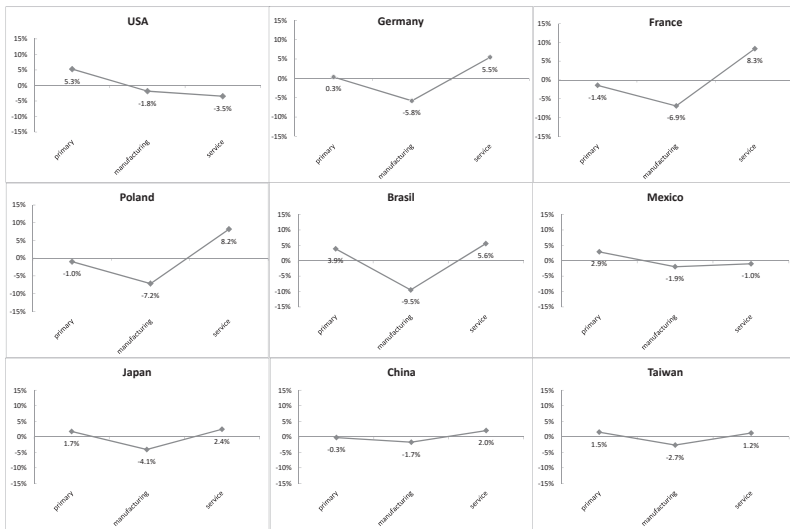 USA
15%
10%
5%
0%
-5%
-10%
-15%
5.3%
-1.8%
-3.5%
primary
manufacturing
service
Germany
15%
10%
5%
0%
-5%
-10%
-15%
0.3%
-5.8%
5.5%
primary
manufacturing
service
France
15%
10%
5%
0%
-5%
-10%
-15%
-1.4%
-6.9%
8.3%
primary
manufacturing
service
Poland
15%
10%
5%
0%
-5%
-10%
-15%
-1.0%
-7.2%
8.2%
primary
manufacturing
service
Brasil
15%
10%
5%
0%
-5%
-10%
-15%
3.9%
-9.5%
5.6%
primary
manufacturing
service
Mexico
15%
10%
5%
0%
-5%
-10%
-15%
2.9%
-1.9%
-1.0%
primary
manufacturing
service
Japan
15%
10%
5%
0%
-5%
-10%
-15%
1.7%
-4.1%
2.4%
primary
manufacturing
service
China
15%
10%
5%
0%
-5%
-10%
-15%
-0.3%
-1.7%
2.0%
primary
manufacturing
service
Taiwan
15%
10%
5%
0%
-5%
-10%
-15%
1.5%
-2.7%
1.2%
primary
manufacturing
service